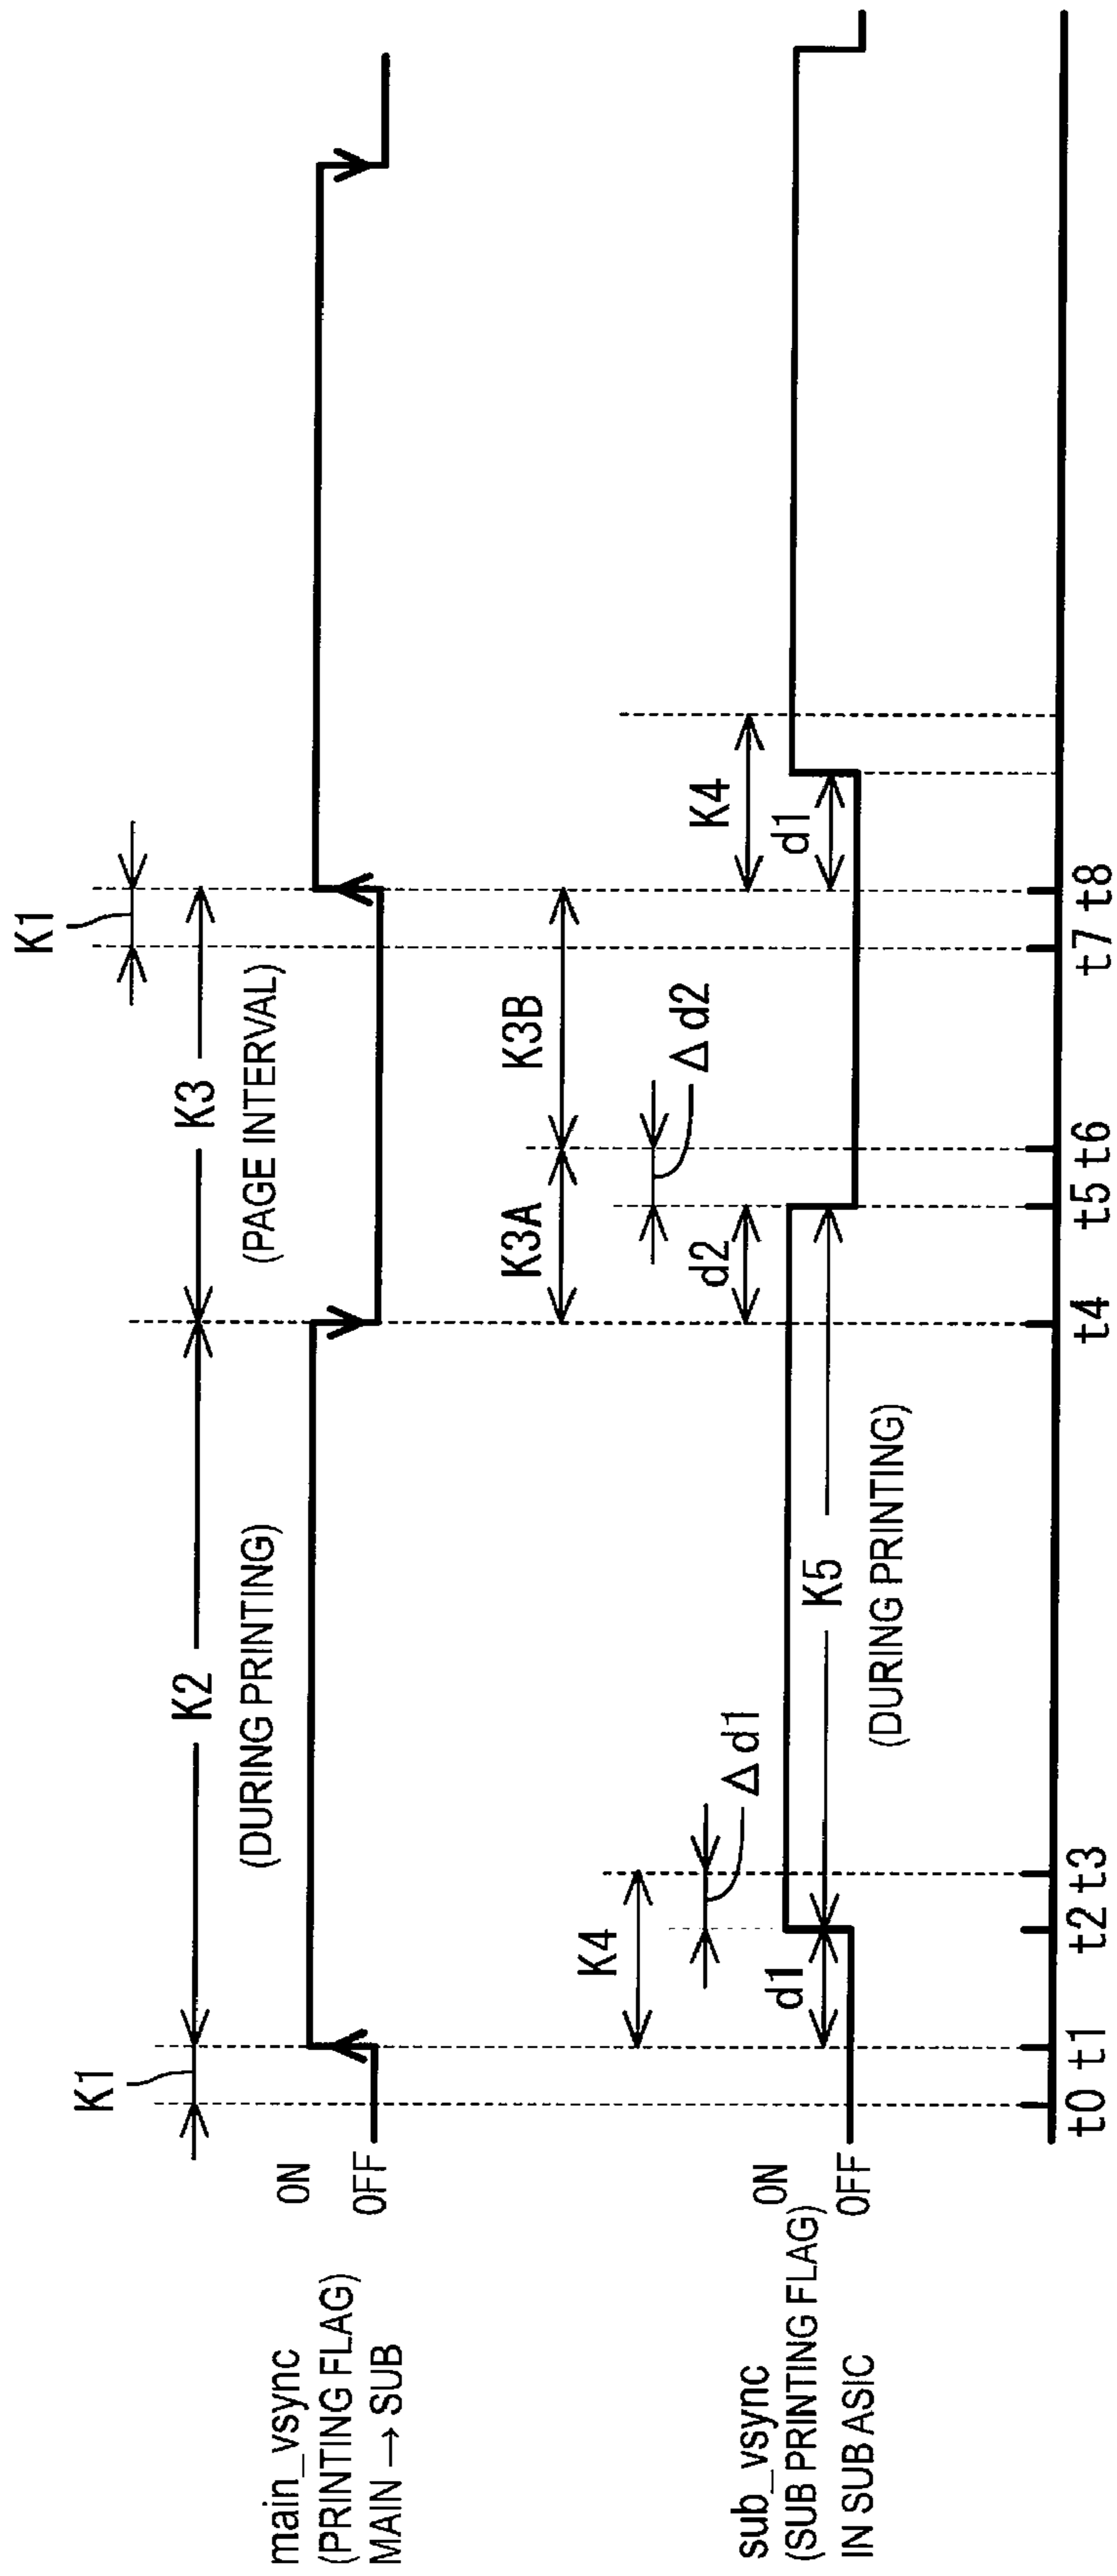 K1
K2
(DURING PRINTING)
K3
(PAGE INTERVAL)
K1
main_vsync
(PRINTING FLAG)
MAIN → SUB
ON
OFF
K3A
K3B
Δd2
d2
K4
Δd1
d1
K4
d1
sub_vsync
(SUB PRINTING FLAG)
IN SUB ASIC
ON
OFF
K5
(DURING PRINTING)
t0 t1 t2 t3 t4 t5 t6 t7 t8